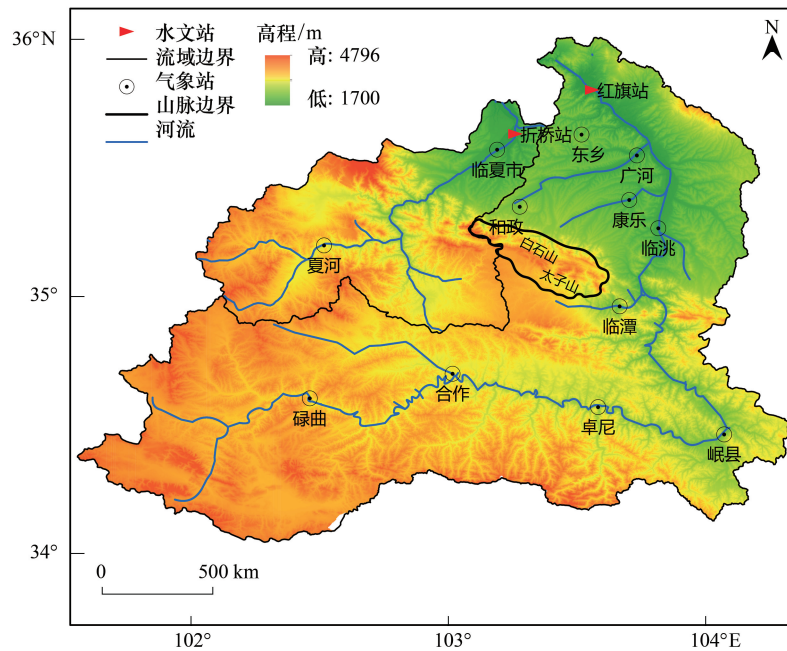 36°N
水文站
流域边界
气象站
山脉边界
河流
高程/m
高: 4796
低: 1700
N
红旗站
折桥站
东乡
临夏市
广河
康乐
和政
临洮
白石山
太子山
夏河
35°
临潭
合作
碌曲
卓尼
岷县
34°
0 500 km
102° 103° 104°E